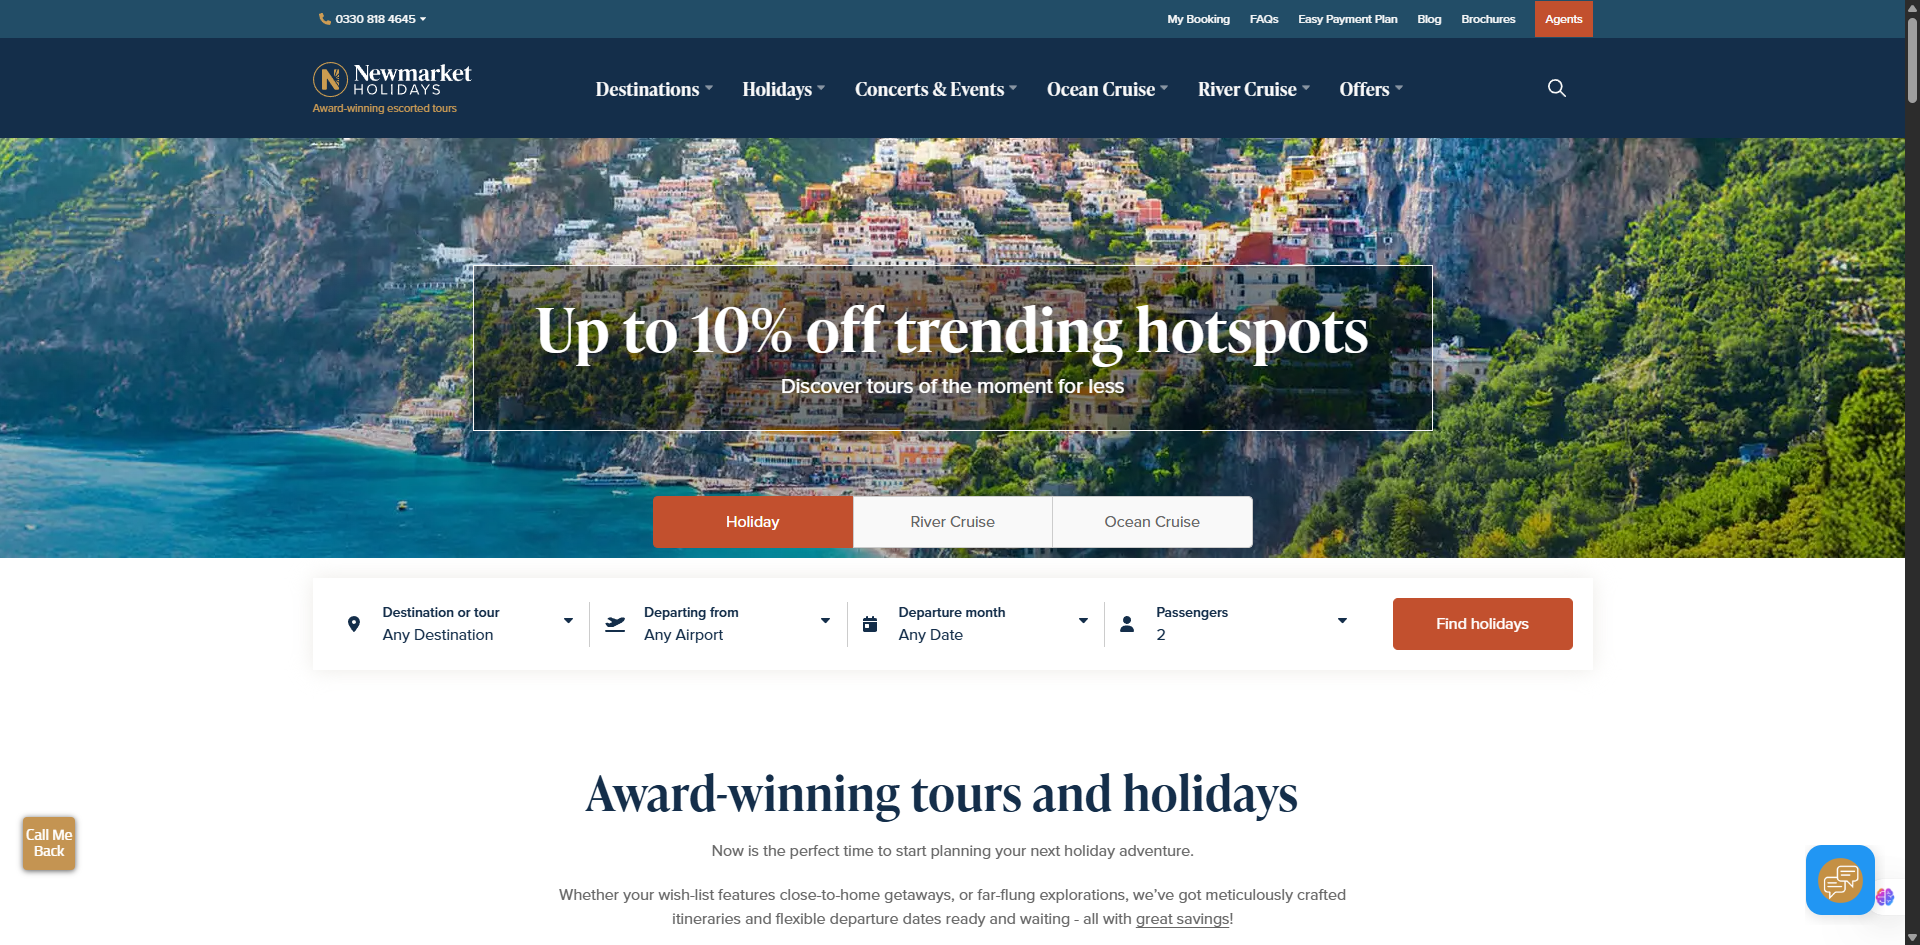 0330 818 4645
My Booking
FAQs
Easy Payment Plan
Blog
Brochures
Agents
N
Newmarket
HOLIDAYS
Award-winning escorted tours
Destinations
Holidays
Concerts & Events
Ocean Cruise
River Cruise
Offers
Up to 10% off trending hotspots
Discover tours of the moment for less
Holiday
River Cruise
Ocean Cruise
Destination or tour
Any Destination
Departing from
Any Airport
Departure month
Any Date
Passengers
2
Find holidays
Award-winning tours and holidays
Now is the perfect time to start planning your next holiday adventure.
Whether your wish-list features close-to-home getaways, or far-flung explorations, we've got meticulously crafted
itineraries and flexible departure dates ready and waiting - all with great savings!
Call Me
Back